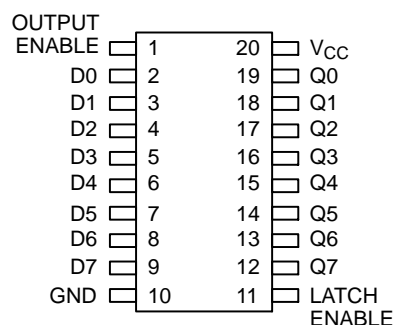 OUTPUT
ENABLE 1 20 VCC
D0 2 19 Q0
D1 3 18 Q1
D2 4 17 Q2
D3 5 16 Q3
D4 6 15 Q4
D5 7 14 Q5
D6 8 13 Q6
D7 9 12 Q7
GND 10 11 LATCH
ENABLE